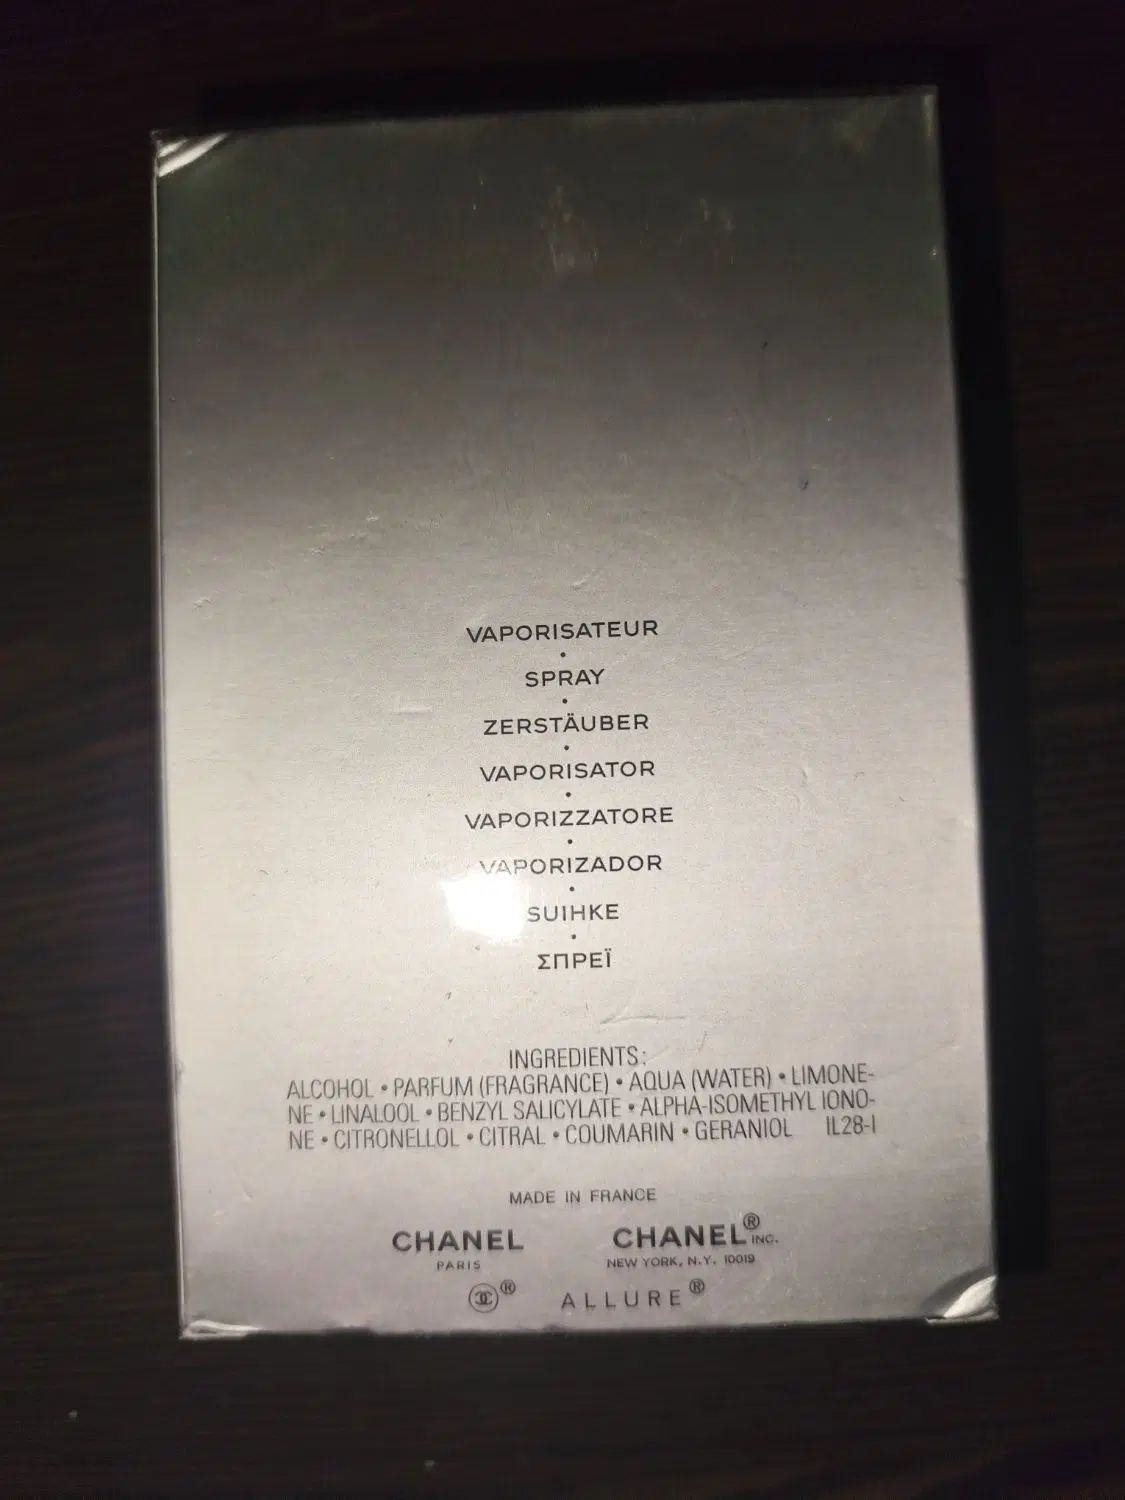 VAPORISATEUR
•
SPRAY
•
ZERSTÄUBER
•
VAPORISATOR
•
VAPORIZZATORE
•
VAPORIZADOR
•
SUIHKE
•
ΣΠΡΕΪ
INGREDIENTS:
ALCOHOL • PARFUM (FRAGRANCE) • AQUA (WATER) • LIMONE-
NE • LINALOOL • BENZYL SALICYLATE • ALPHA-ISOMETHYL IONO-
NE • CITRONELLOL • CITRAL • COUMARIN • GERANIOL IL28-I
MADE IN FRANCE
CHANEL CHANEL® INC.
PARIS NEW YORK, N.Y. 10019
® ALLURE®